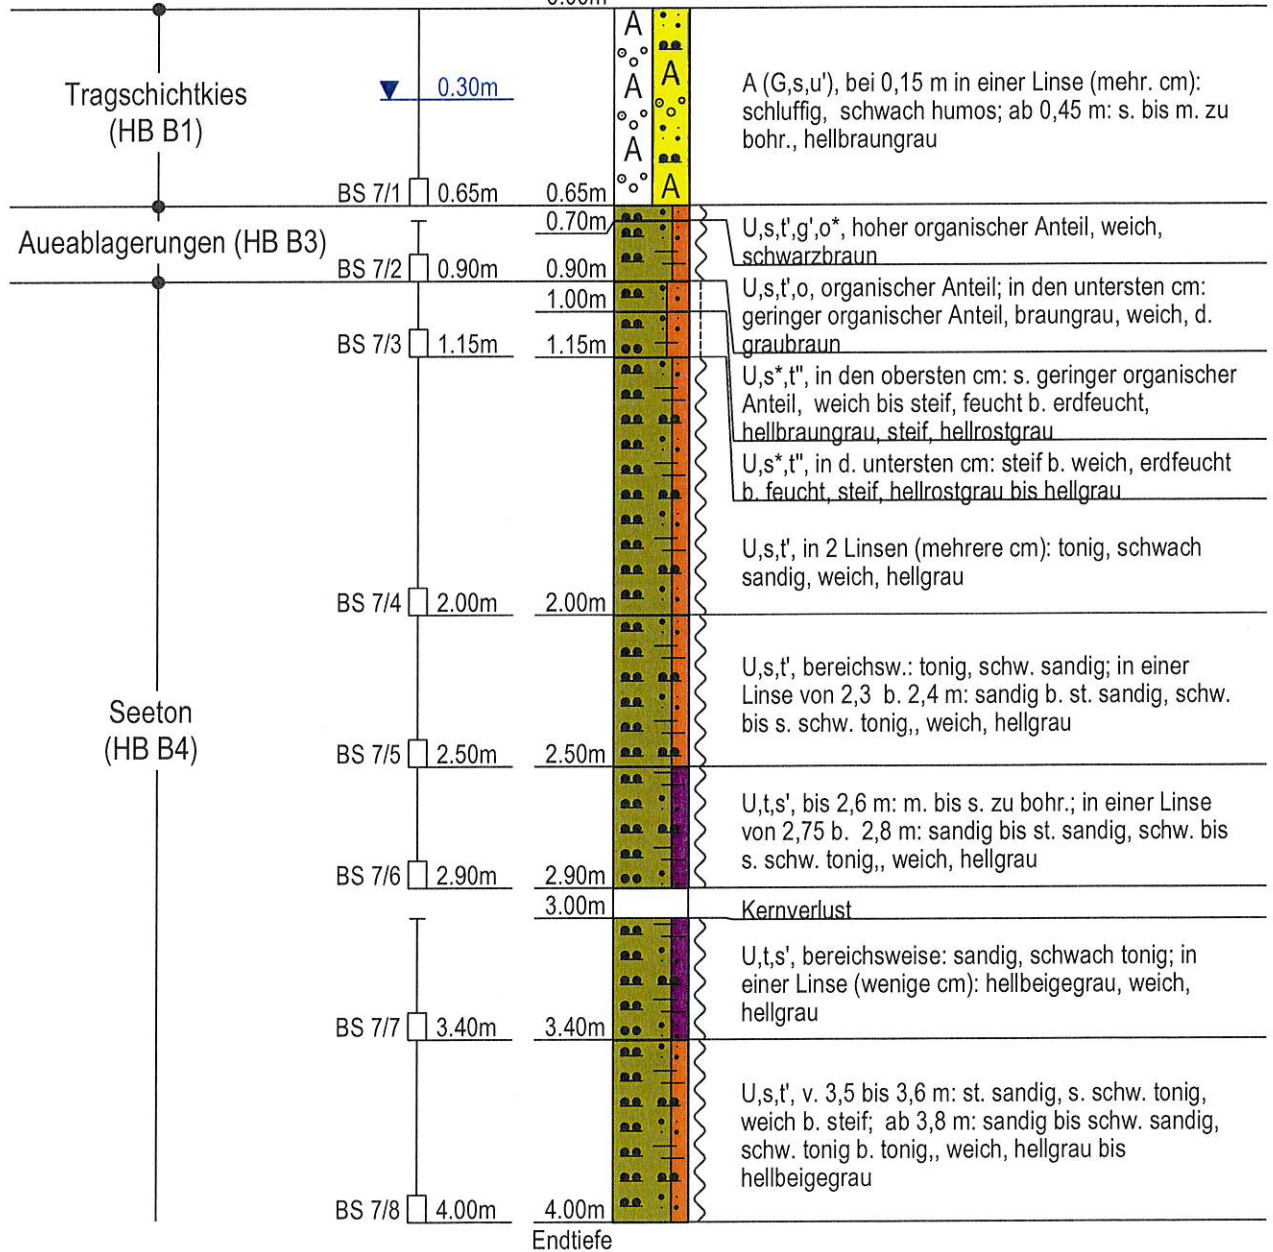 0.00m
Tragschichtkies
(HB B1)
0.30m
A
A
A
A
A
A (G,s,u'), bei 0,15 m in einer Linse (mehr. cm):
schluffig, schwach humos; ab 0,45 m: s. bis m. zu
bohr., hellbraungrau
BS 7/1 0.65m 0.65m
0.70m
Aueablagerungen (HB B3)
U,s,t',g',o*, hoher organischer Anteil, weich,
schwarzbraun
BS 7/2 0.90m 0.90m
1.00m
U,s,t',o, organischer Anteil; in den untersten cm:
geringer organischer Anteil, braungrau, weich, d.
graubraun
BS 7/3 1.15m 1.15m
U,s*,t'', in den obersten cm: s. geringer organischer
Anteil, weich bis steif, feucht b. erdfeucht,
hellbraungrau, steif, hellrostgrau
U,s*,t'', in d. untersten cm: steif b. weich, erdfeucht
b. feucht, steif, hellrostgrau bis hellgrau
U,s,t', in 2 Linsen (mehrere cm): tonig, schwach
sandig, weich, hellgrau
BS 7/4 2.00m 2.00m
U,s,t', bereichsw.: tonig, schw. sandig; in einer
Linse von 2,3 b. 2,4 m: sandig b. st. sandig, schw.
bis s. schw. tonig,, weich, hellgrau
Seeton
(HB B4)
BS 7/5 2.50m 2.50m
U,t,s', bis 2,6 m: m. bis s. zu bohr.; in einer Linse
von 2,75 b. 2,8 m: sandig bis st. sandig, schw. bis
s. schw. tonig,, weich, hellgrau
BS 7/6 2.90m 2.90m
3.00m
Kernverlust
U,t,s', bereichsweise: sandig, schwach tonig; in
einer Linse (wenige cm): hellbeigegrau, weich,
hellgrau
BS 7/7 3.40m 3.40m
U,s,t', v. 3,5 bis 3,6 m: st. sandig, s. schw. tonig,
weich b. steif; ab 3,8 m: sandig bis schw. sandig,
schw. tonig b. tonig,, weich, hellgrau bis
hellbeigegrau
BS 7/8 4.00m 4.00m
Endtiefe